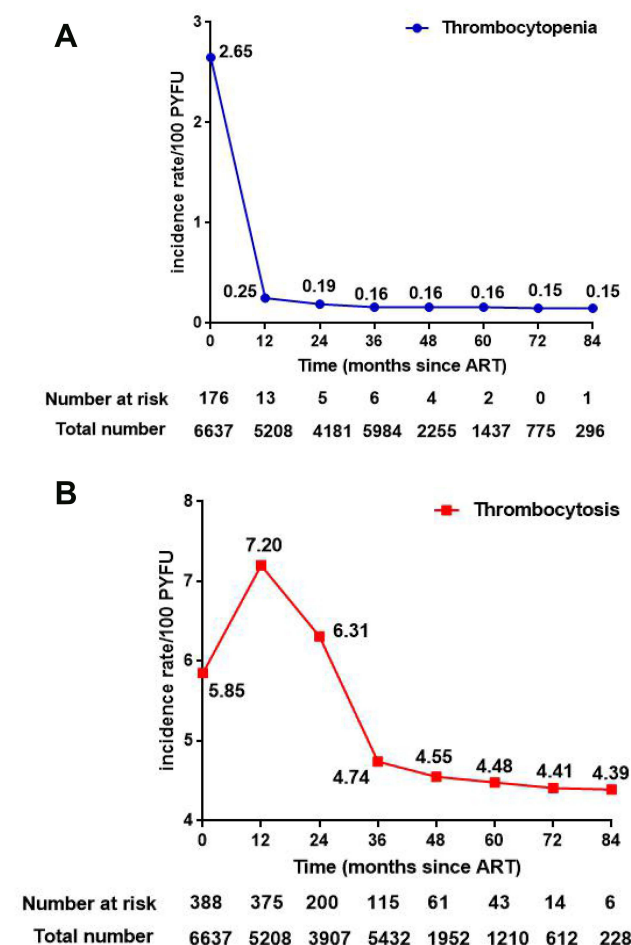 A
Thrombocytopenia
incidence rate/100 PYFU
3
2
1
0
2.65
0.25
0.19
0.16
0.16
0.16
0.15
0.15
0 12 24 36 48 60 72 84
Time (months since ART)
Number at risk 176 13 5 6 4 2 0 1
Total number 6637 5208 4181 5984 2255 1437 775 296
B
Thrombocytosis
incidence rate/100 PYFU
8
7
6
5
4
5.85
7.20
6.31
4.74
4.55
4.48
4.41
4.39
0 12 24 36 48 60 72 84
Time (months since ART)
Number at risk 388 375 200 115 61 43 14 6
Total number 6637 5208 3907 5432 1952 1210 612 228